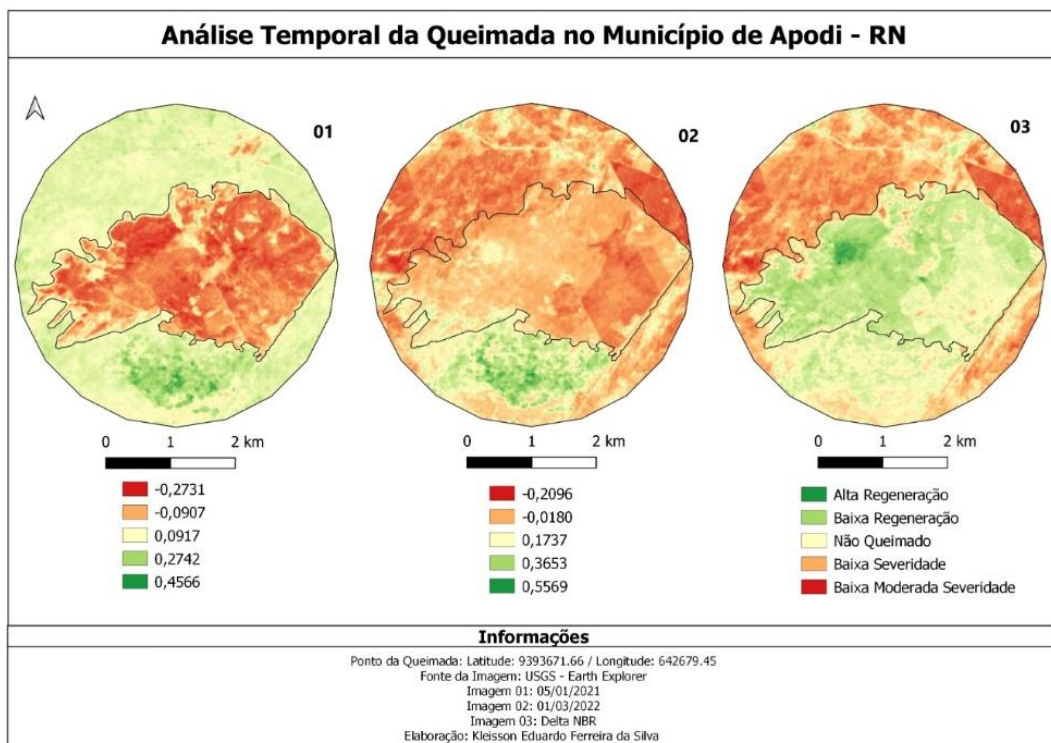 Análise Temporal da Queimada no Município de Apodi - RN
01
02
03
0 1 2 km
0 1 2 km
0 1 2 km
-0,2731
-0,0907
0,0917
0,2742
0,4566
-0,2096
-0,0180
0,1737
0,3653
0,5569
Alta Regeneração
Baixa Regeneração
Não Queimado
Baixa Severidade
Baixa Moderada Severidade
Informações
Ponto da Queimada: Latitude: 9393671.66 / Longitude: 642679.45
Fonte da Imagem: USGS - Earth Explorer
Imagem 01: 05/01/2021
Imagem 02: 01/03/2022
Imagem 03: Delta NBR
Elaboração: Kleisson Eduardo Ferreira da Silva